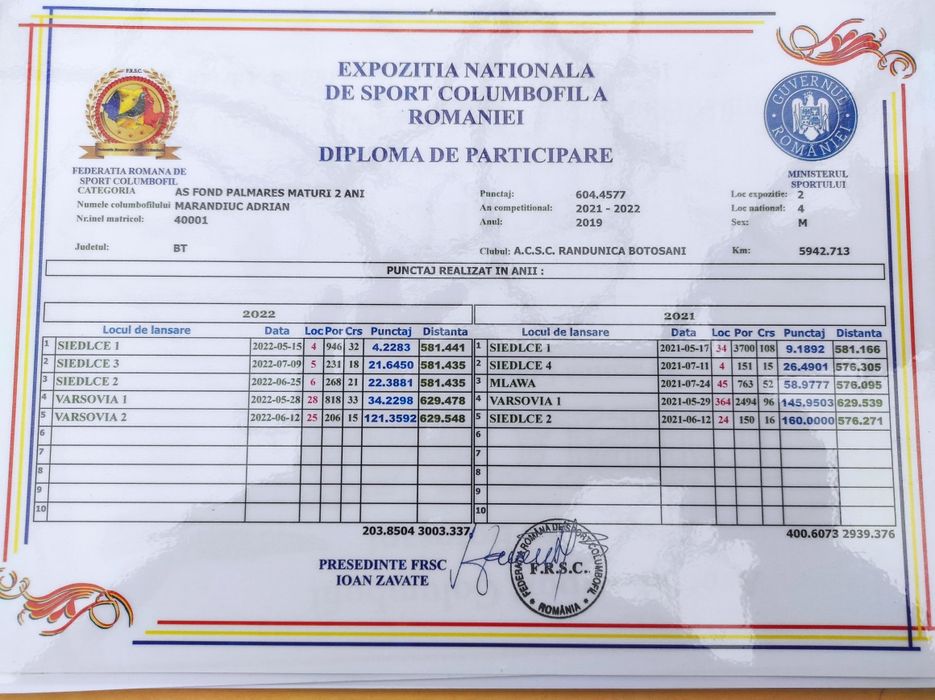 EXPOZITIA NATIONALA
DE SPORT COLUMBOFIL A
ROMANIEI
DIPLOMA DE PARTICIPARE
F.R.S.C.
GUVERNUL ROMÂNIEI
FEDERATIA ROMANA DE
SPORT COLUMBOFIL
MINISTERUL
SPORTULUI
CATEGORIA AS FOND PALMARES MATURI 2 ANI Punctaj: 604.4577 Loc expozitie: 2
Numele columbofilului MARANDIUC ADRIAN An competitional: 2021 - 2022 Loc national: 4
Nr.inel matricol: 40001 Anul: 2019 Sex: M
Judetul: BT Clubul: A.C.S.C. RANDUNICA BOTOSANI Km: 5942.713
PUNCTAJ REALIZAT IN ANII :
2022 2021
Locul de lansare Data Loc Por Crs Punctaj Distanta Locul de lansare Data Loc Por Crs Punctaj Distanta
1 SIEDLCE 1 2022-05-15 4 946 32 4.2283 581.441 1 SIEDLCE 1 2021-05-17 34 3700 108 9.1892 581.166
2 SIEDLCE 3 2022-07-09 5 231 18 21.6450 581.435 2 SIEDLCE 4 2021-07-11 4 151 15 26.4901 576.305
3 SIEDLCE 2 2022-06-25 6 268 21 22.3881 581.435 3 MLAWA 2021-07-24 45 763 52 58.9777 576.095
4 VARSOVIA 1 2022-05-28 28 818 33 34.2298 629.478 4 VARSOVIA 1 2021-05-29 364 2494 96 145.9503 629.539
5 VARSOVIA 2 2022-06-12 25 206 15 121.3592 629.548 5 SIEDLCE 2 2021-06-12 24 150 16 160.0000 576.271
6 6
7 7
8 8
9 9
10 10
203.8504 3003.337 400.6073 2939.376
PRESEDINTE FRSC
IOAN ZAVATE
FEDERAȚIA ROMÂNĂ DE SPORT COLUMBOFIL
F.R.S.C.
ROMÂNIA